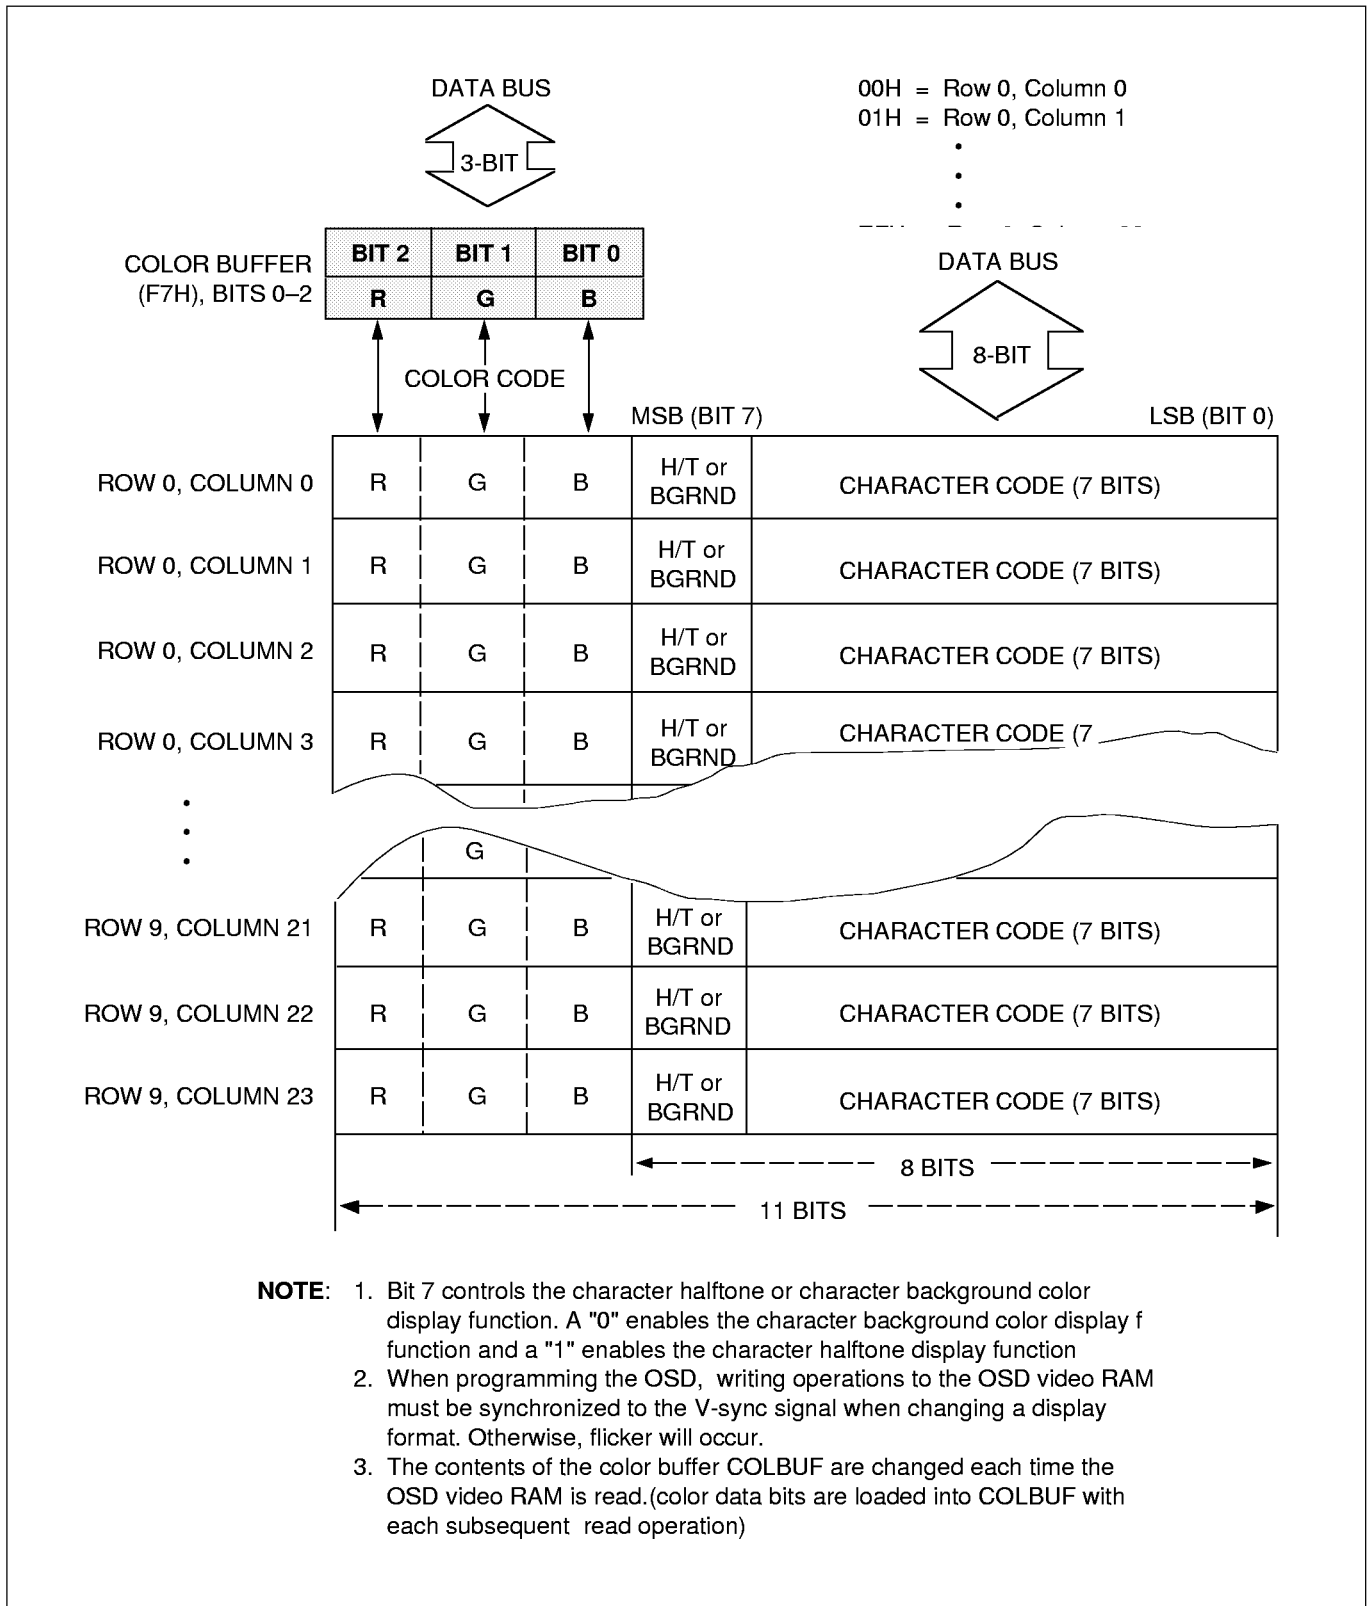 DATA BUS
3-BIT
00H = Row 0, Column 0
01H = Row 0, Column 1
COLOR BUFFER
(F7H), BITS 0–2
BIT 2 BIT 1 BIT 0
R G B
DATA BUS
8-BIT
COLOR CODE
MSB (BIT 7) LSB (BIT 0)
ROW 0, COLUMN 0 R G B H/T or BGRND CHARACTER CODE (7 BITS)
ROW 0, COLUMN 1 R G B H/T or BGRND CHARACTER CODE (7 BITS)
ROW 0, COLUMN 2 R G B H/T or BGRND CHARACTER CODE (7 BITS)
ROW 0, COLUMN 3 R G B H/T or BGRND CHARACTER CODE (7
G
ROW 9, COLUMN 21 R G B H/T or BGRND CHARACTER CODE (7 BITS)
ROW 9, COLUMN 22 R G B H/T or BGRND CHARACTER CODE (7 BITS)
ROW 9, COLUMN 23 R G B H/T or BGRND CHARACTER CODE (7 BITS)
8 BITS
11 BITS
NOTE: 1. Bit 7 controls the character halftone or character background color
display function. A "0" enables the character background color display f
function and a "1" enables the character halftone display function
2. When programming the OSD, writing operations to the OSD video RAM
must be synchronized to the V-sync signal when changing a display
format. Otherwise, flicker will occur.
3. The contents of the color buffer COLBUF are changed each time the
OSD video RAM is read.(color data bits are loaded into COLBUF with
each subsequent read operation)